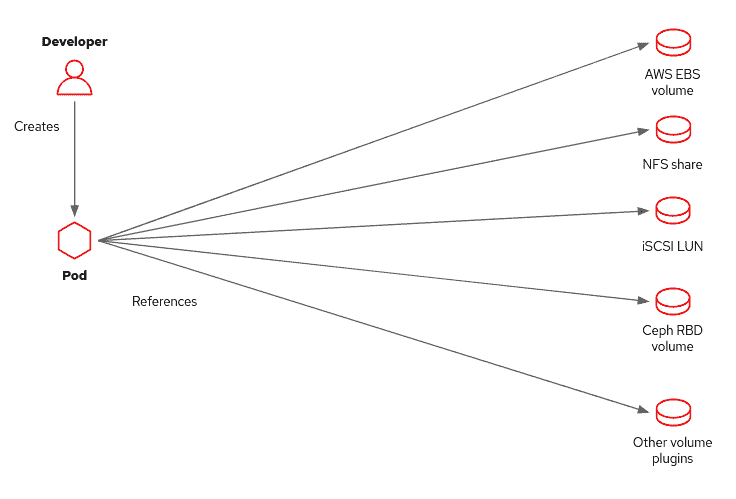 Developer
Creates
Pod
References
AWS EBS
volume
NFS share
iSCSI LUN
Ceph RBD
volume
Other volume
plugins